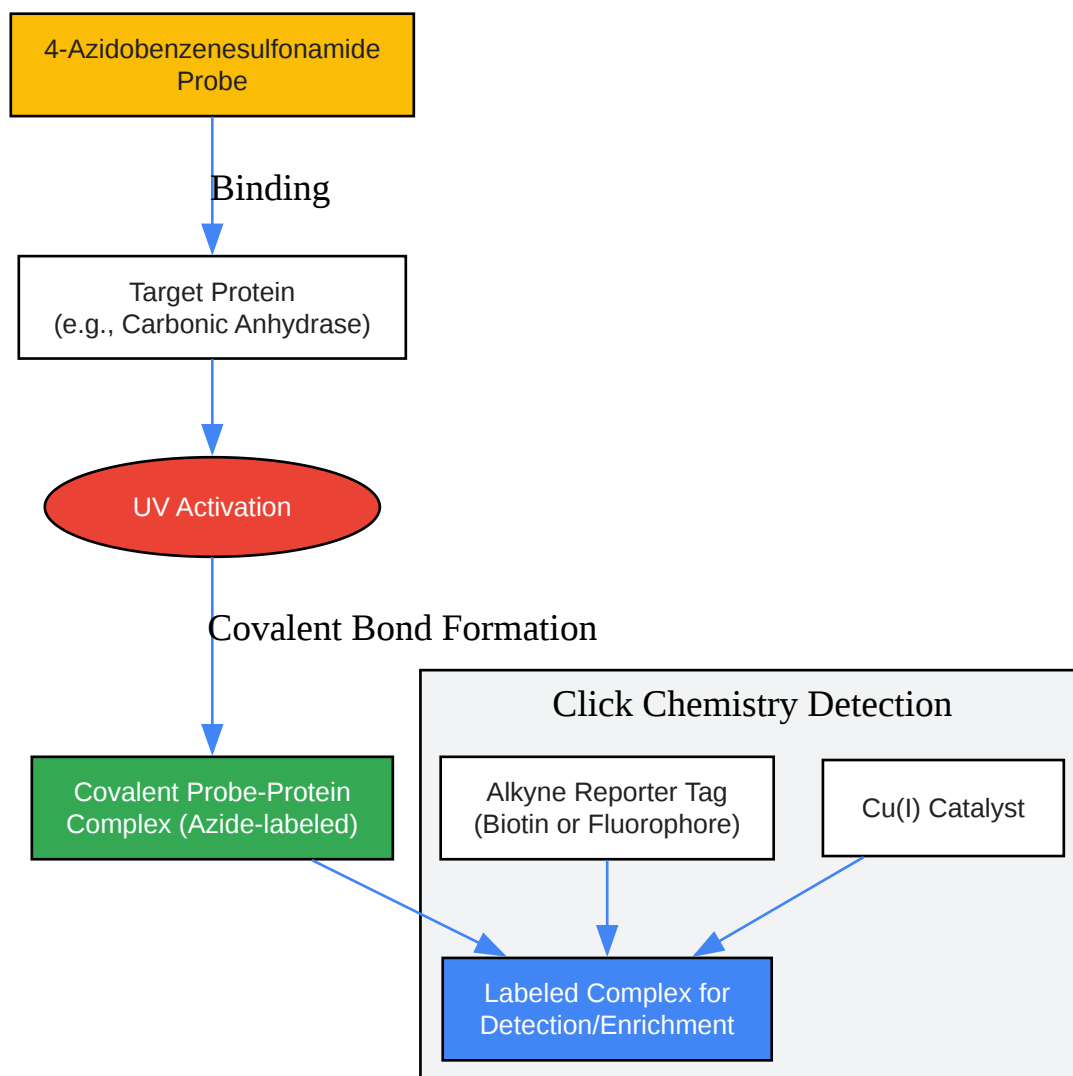 4-Azidobenzenesulfonamide
Probe
Binding
Target Protein
(e.g., Carbonic Anhydrase)
UV Activation
Covalent Bond Formation
Click Chemistry Detection
Covalent Probe-Protein
Complex (Azide-labeled)
Alkyne Reporter Tag
(Biotin or Fluorophore)
Cu(I) Catalyst
Labeled Complex for
Detection/Enrichment